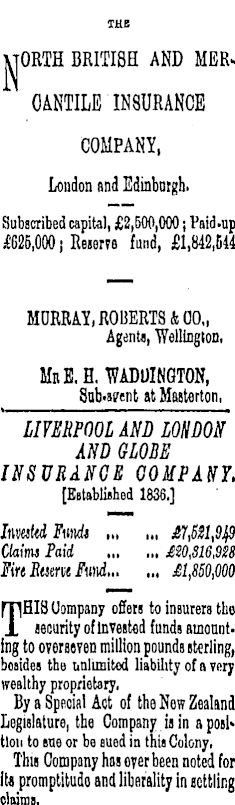 THE
NORTH BRITISH AND MER-
CANTILE INSURANCE
COMPANY,
London and Edinburgh.
Subscribed capital, £2,500,000; Paid-up
£625,000; Reserve fund, £1,842,544
MURRAY, ROBERTS & CO.,
Agents, Wellington.
MR E. H. WADDINGTON,
Sub-agent at Masterton.
LIVERPOOL AND LONDON
AND GLOBE
INSURANCE COMPANY.
[Established 1836.]
Invested Funds ... ... £7,521,949
Claims Paid ... ... £20,316,928
Fire Reserve Fund... ... £1,850,000
THIS Company offers to insurers the
security of Invested funds amount-
ing to over seven million pounds sterling,
besides the unlimited liability of a very
wealthy proprietary.
By a Special Act of the New Zealand
Legislature, the Company is in a posi-
tion to sue or be sued in this Colony.
This Company has ever been noted for
its promptitude and liberality in settling
claims.